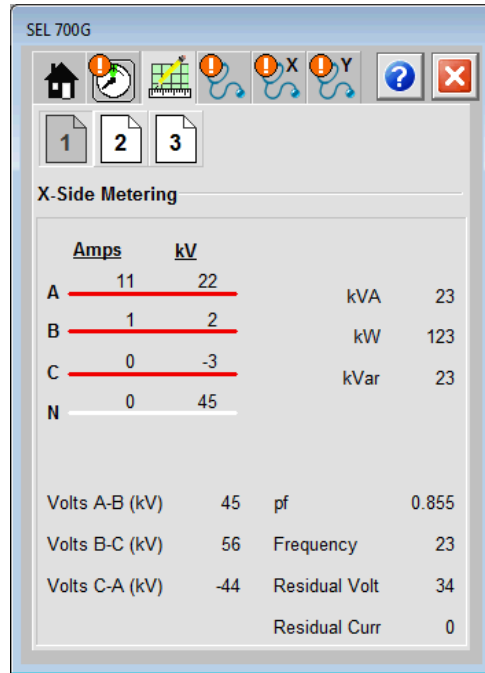 SEL 700G
! ! ! X ! Y ? X
1 2 3
X-Side Metering
Amps kV
A 11 22
kVA 23
B 1 2
kW 123
C 0 -3
kVar 23
N 0 45
Volts A-B (kV) 45 pf 0.855
Volts B-C (kV) 56 Frequency 23
Volts C-A (kV) -44 Residual Volt 34
Residual Curr 0